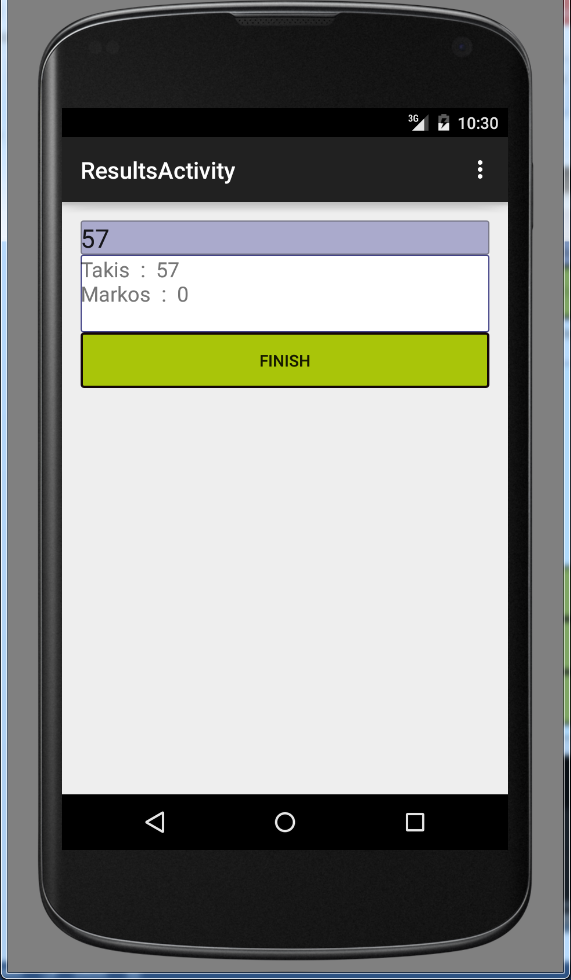 3G 10:30
ResultsActivity
57
Takis : 57
Markos : 0
FINISH